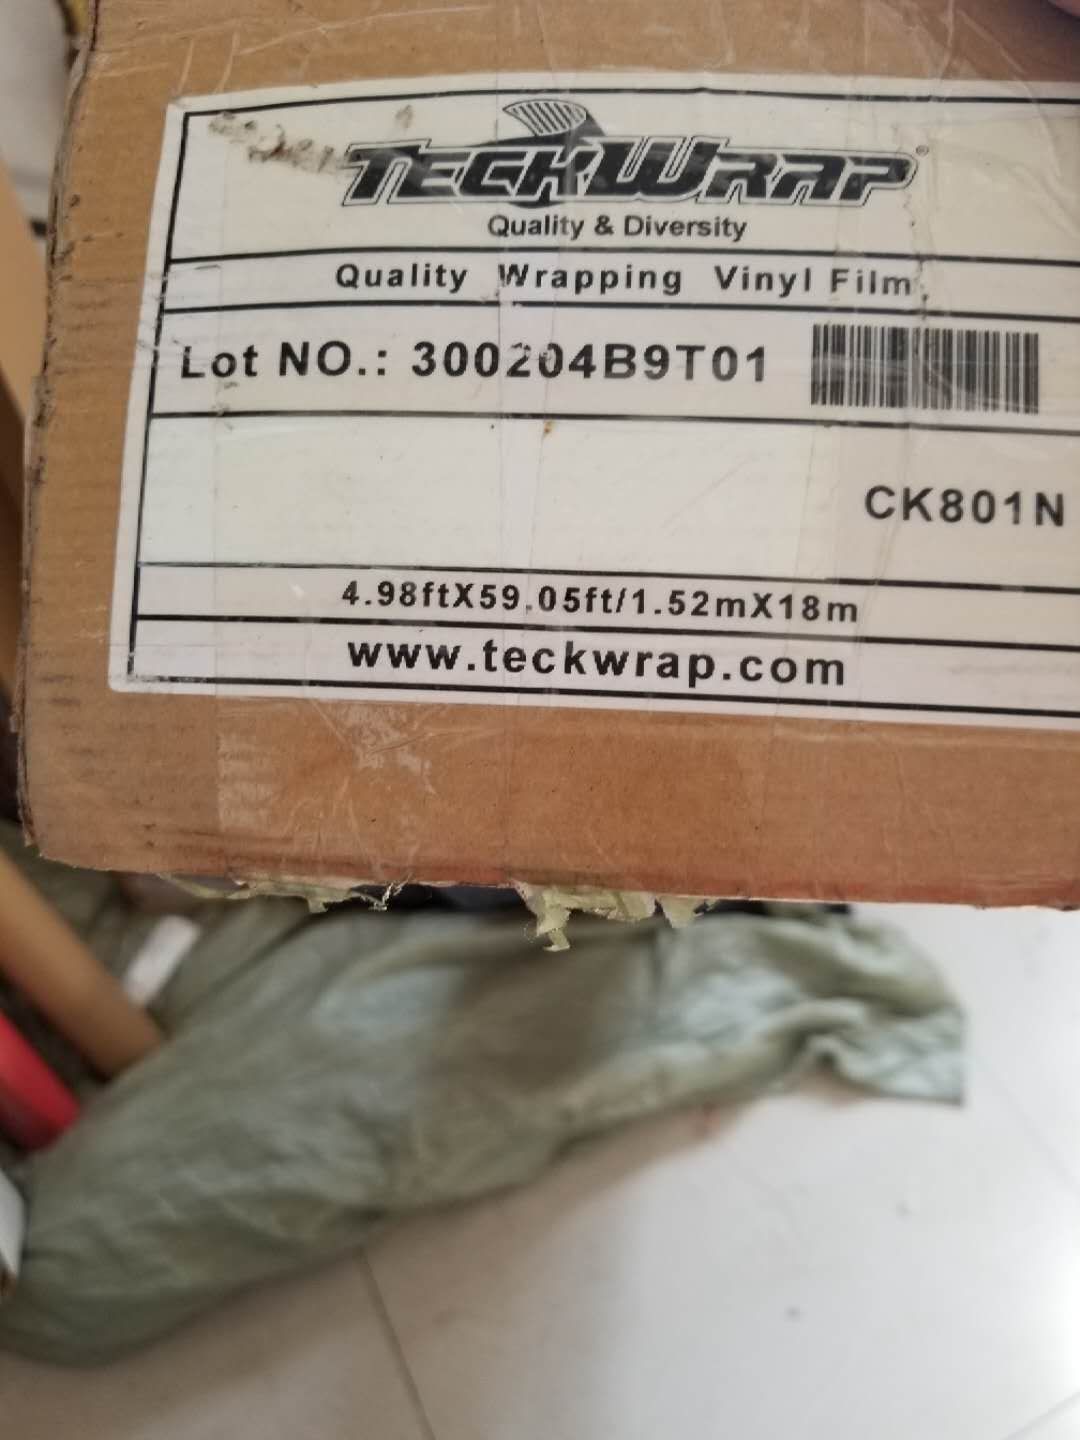 TECKWRAP®
Quality & Diversity
Quality Wrapping Vinyl Film
Lot NO.: 300204B9T01
CK801N
4.98ftX59.05ft/1.52mX18m
www.teckwrap.com